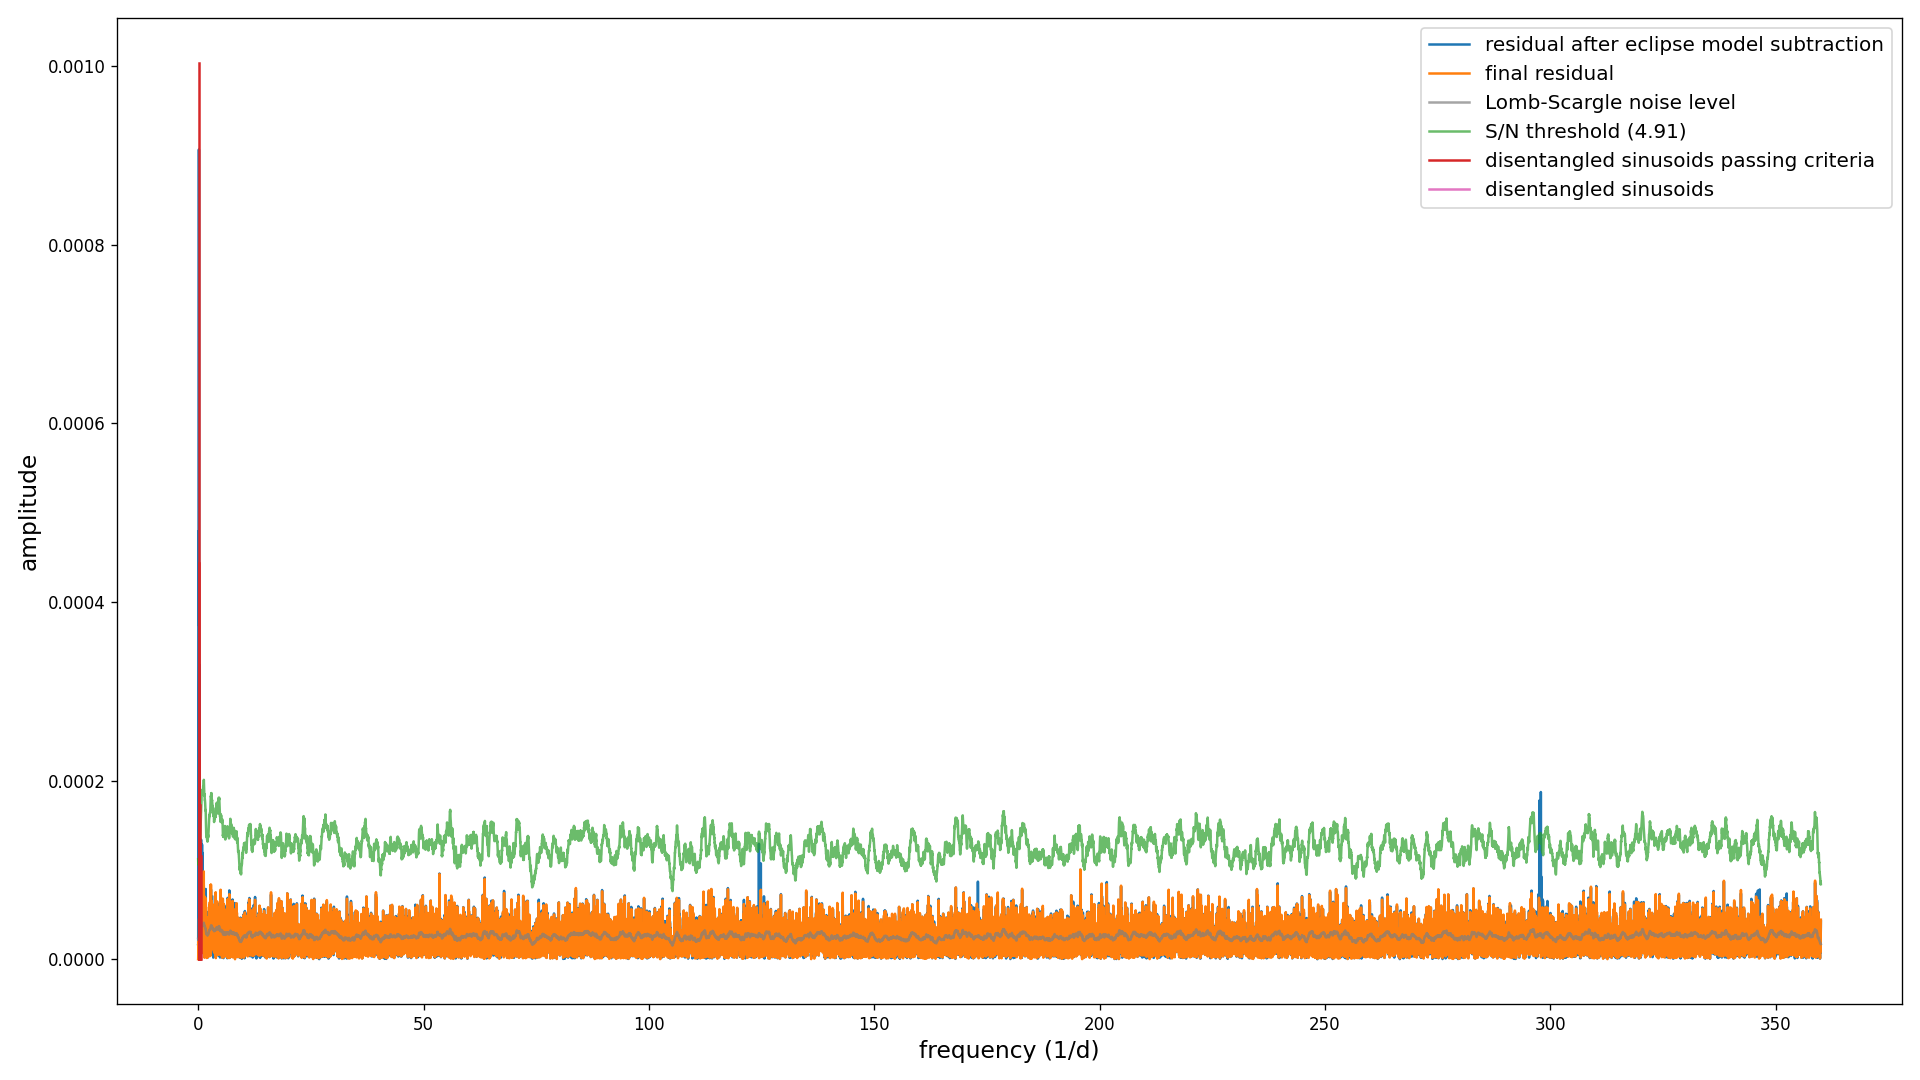 residual after eclipse model subtraction
final residual
Lomb-Scargle noise level
S/N threshold (4.91)
disentangled sinusoids passing criteria
disentangled sinusoids
0.0010
0.0008
0.0006
0.0004
0.0002
0.0000
amplitude
0 50 100 150 200 250 300 350
frequency (1/d)